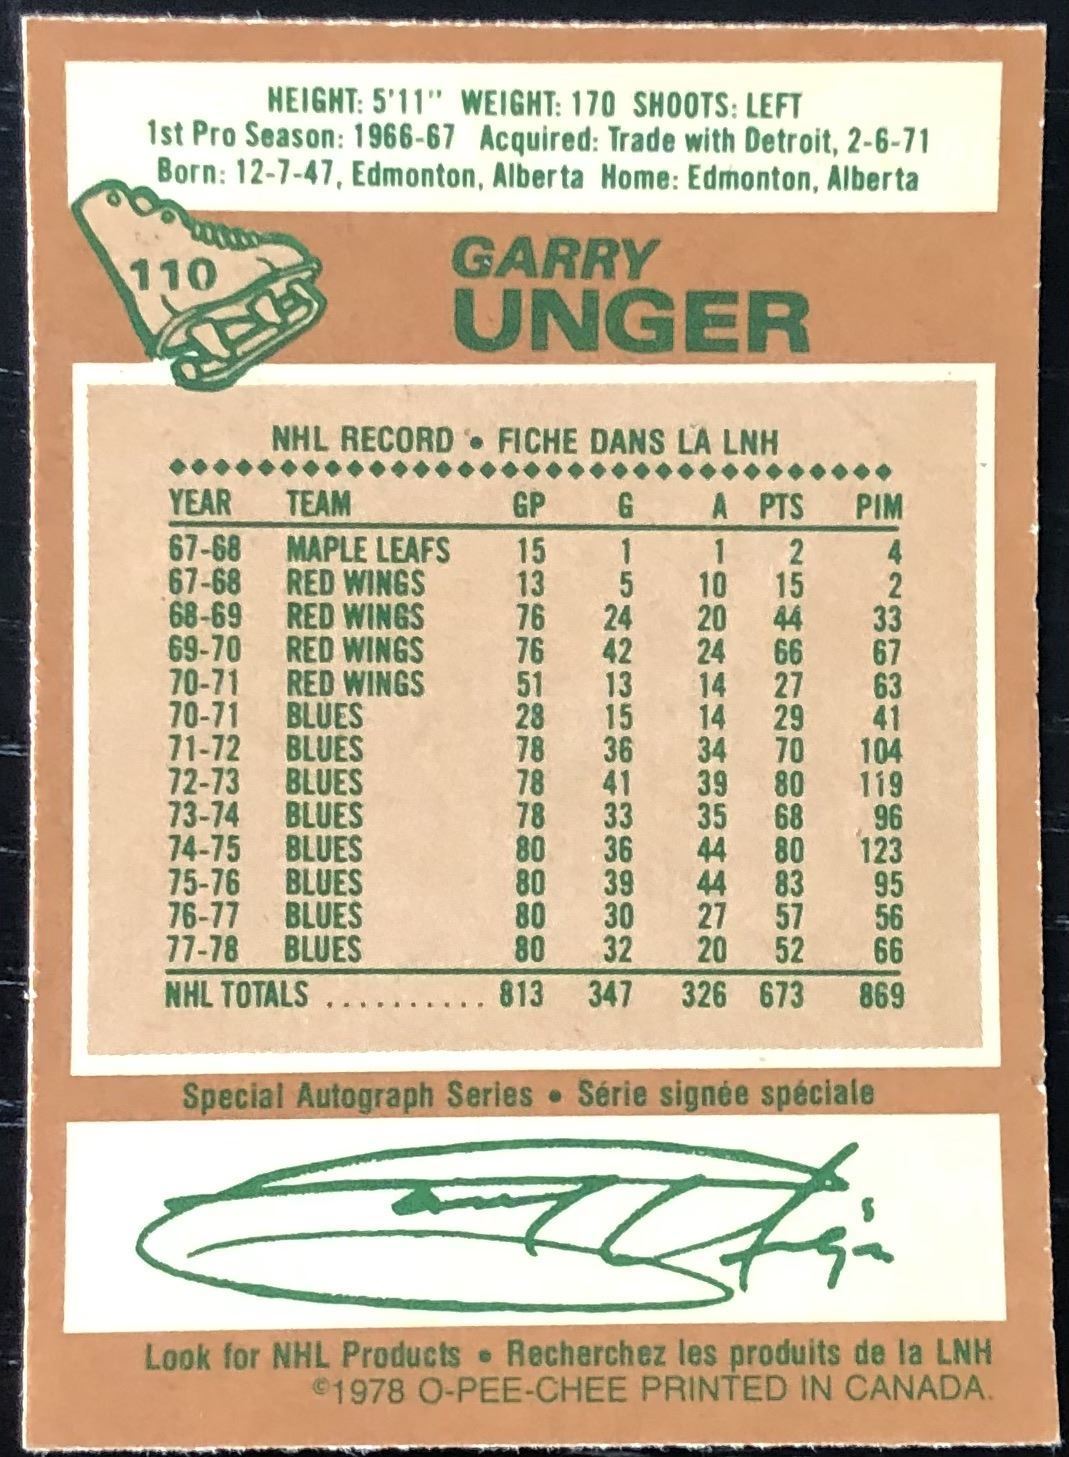 HEIGHT: 5'11" WEIGHT: 170 SHOOTS: LEFT
1st Pro Season: 1966-67 Acquired: Trade with Detroit, 2-6-71
Born: 12-7-47, Edmonton, Alberta Home: Edmonton, Alberta
110
GARRY
UNGER
NHL RECORD • FICHE DANS LA LNH
YEAR TEAM GP G A PTS PIM
67-68 MAPLE LEAFS 15 1 1 2 4
67-68 RED WINGS 13 5 10 15 2
68-69 RED WINGS 76 24 20 44 33
69-70 RED WINGS 76 42 24 66 67
70-71 RED WINGS 51 13 14 27 63
70-71 BLUES 28 15 14 29 41
71-72 BLUES 78 36 34 70 104
72-73 BLUES 78 41 39 80 119
73-74 BLUES 78 33 35 68 96
74-75 BLUES 80 36 44 80 123
75-76 BLUES 80 39 44 83 95
76-77 BLUES 80 30 27 57 56
77-78 BLUES 80 32 20 52 66
NHL TOTALS .......... 813 347 326 673 869
Special Autograph Series • Série signée spéciale
Garry Unger
Look for NHL Products • Recherchez les produits de la LNH
©1978 O-PEE-CHEE PRINTED IN CANADA.